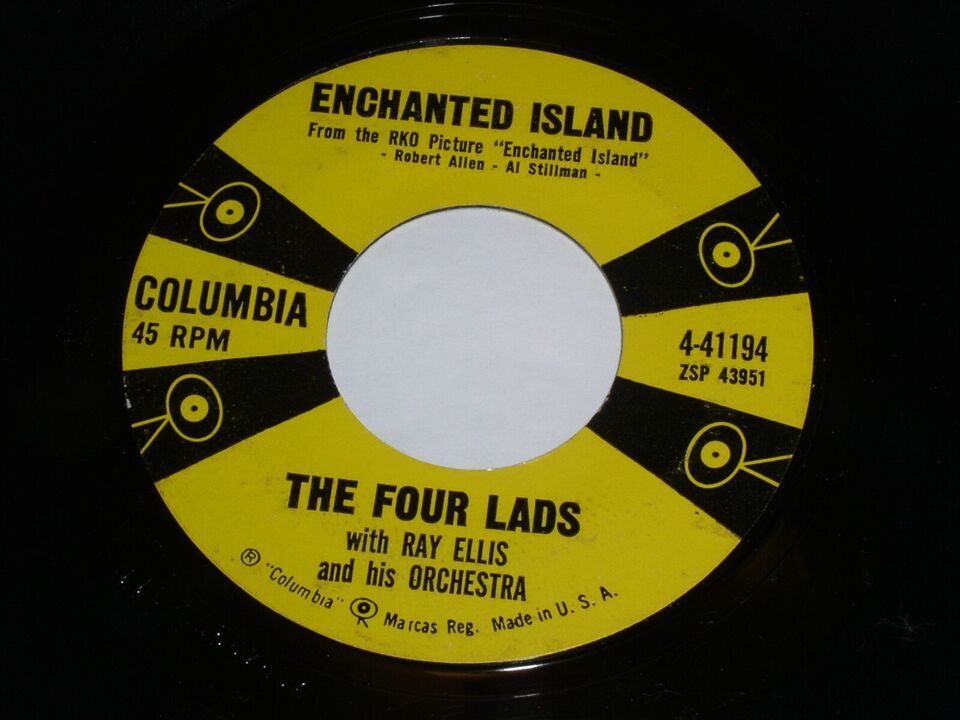 ENCHANTED ISLAND
From the RKO Picture "Enchanted Island"
- Robert Allen - Al Stillman -
COLUMBIA
45 RPM
4-41194
ZSP 43951
THE FOUR LADS
with RAY ELLIS
and his ORCHESTRA
® "Columbia" Marcas Reg. Made in U. S. A.